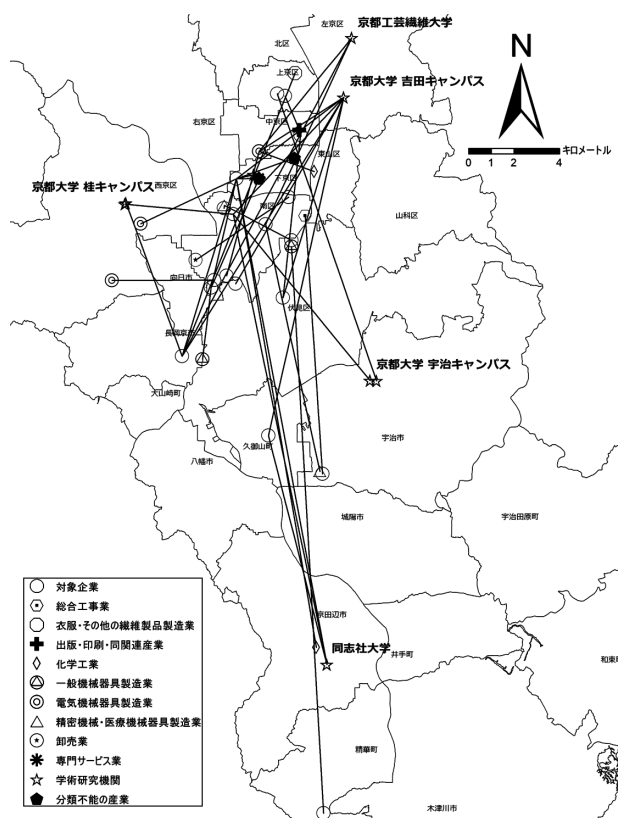 左京区
京都工芸繊維大学
北区
N
上京区
京都大学 吉田キャンパス
右京区
中京区
0 1 2 4 キロメートル
東山区
下京区
京都大学 桂キャンパス
西京区
南区
山科区
向日市
伏見区
長岡京市
京都大学 宇治キャンパス
大山崎町
久御山町
宇治市
八幡市
城陽市
宇治田原町
対象企業
総合工事業
衣服・その他の繊維製品製造業
出版・印刷・同関連産業
化学工業
一般機械器具製造業
電気機械器具製造業
精密機械・医療機械器具製造業
卸売業
専門サービス業
学術研究機関
分類不能の産業
京田辺市
同志社大学
井手町
和束町
精華町
木津川市